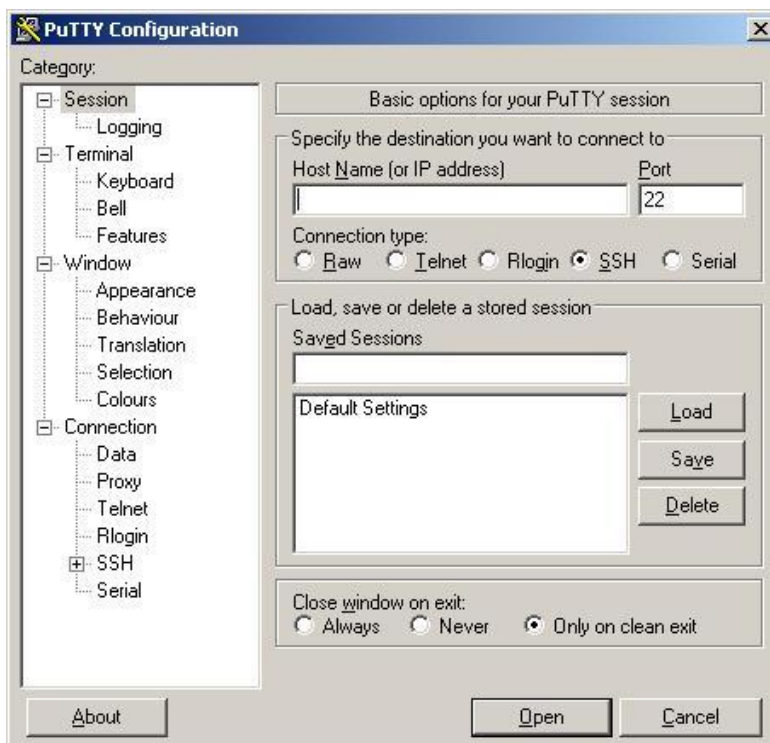 PuTTY Configuration
Category:
Session
Logging
Terminal
Keyboard
Bell
Features
Window
Appearance
Behaviour
Translation
Selection
Colours
Connection
Data
Proxy
Telnet
Rlogin
SSH
Serial
Basic options for your PuTTY session
Specify the destination you want to connect to
Host Name (or IP address) Port
22
Connection type:
Raw Telnet Rlogin SSH Serial
Load, save or delete a stored session
Saved Sessions
Default Settings
Load
Save
Delete
Close window on exit:
Always Never Only on clean exit
About Open Cancel